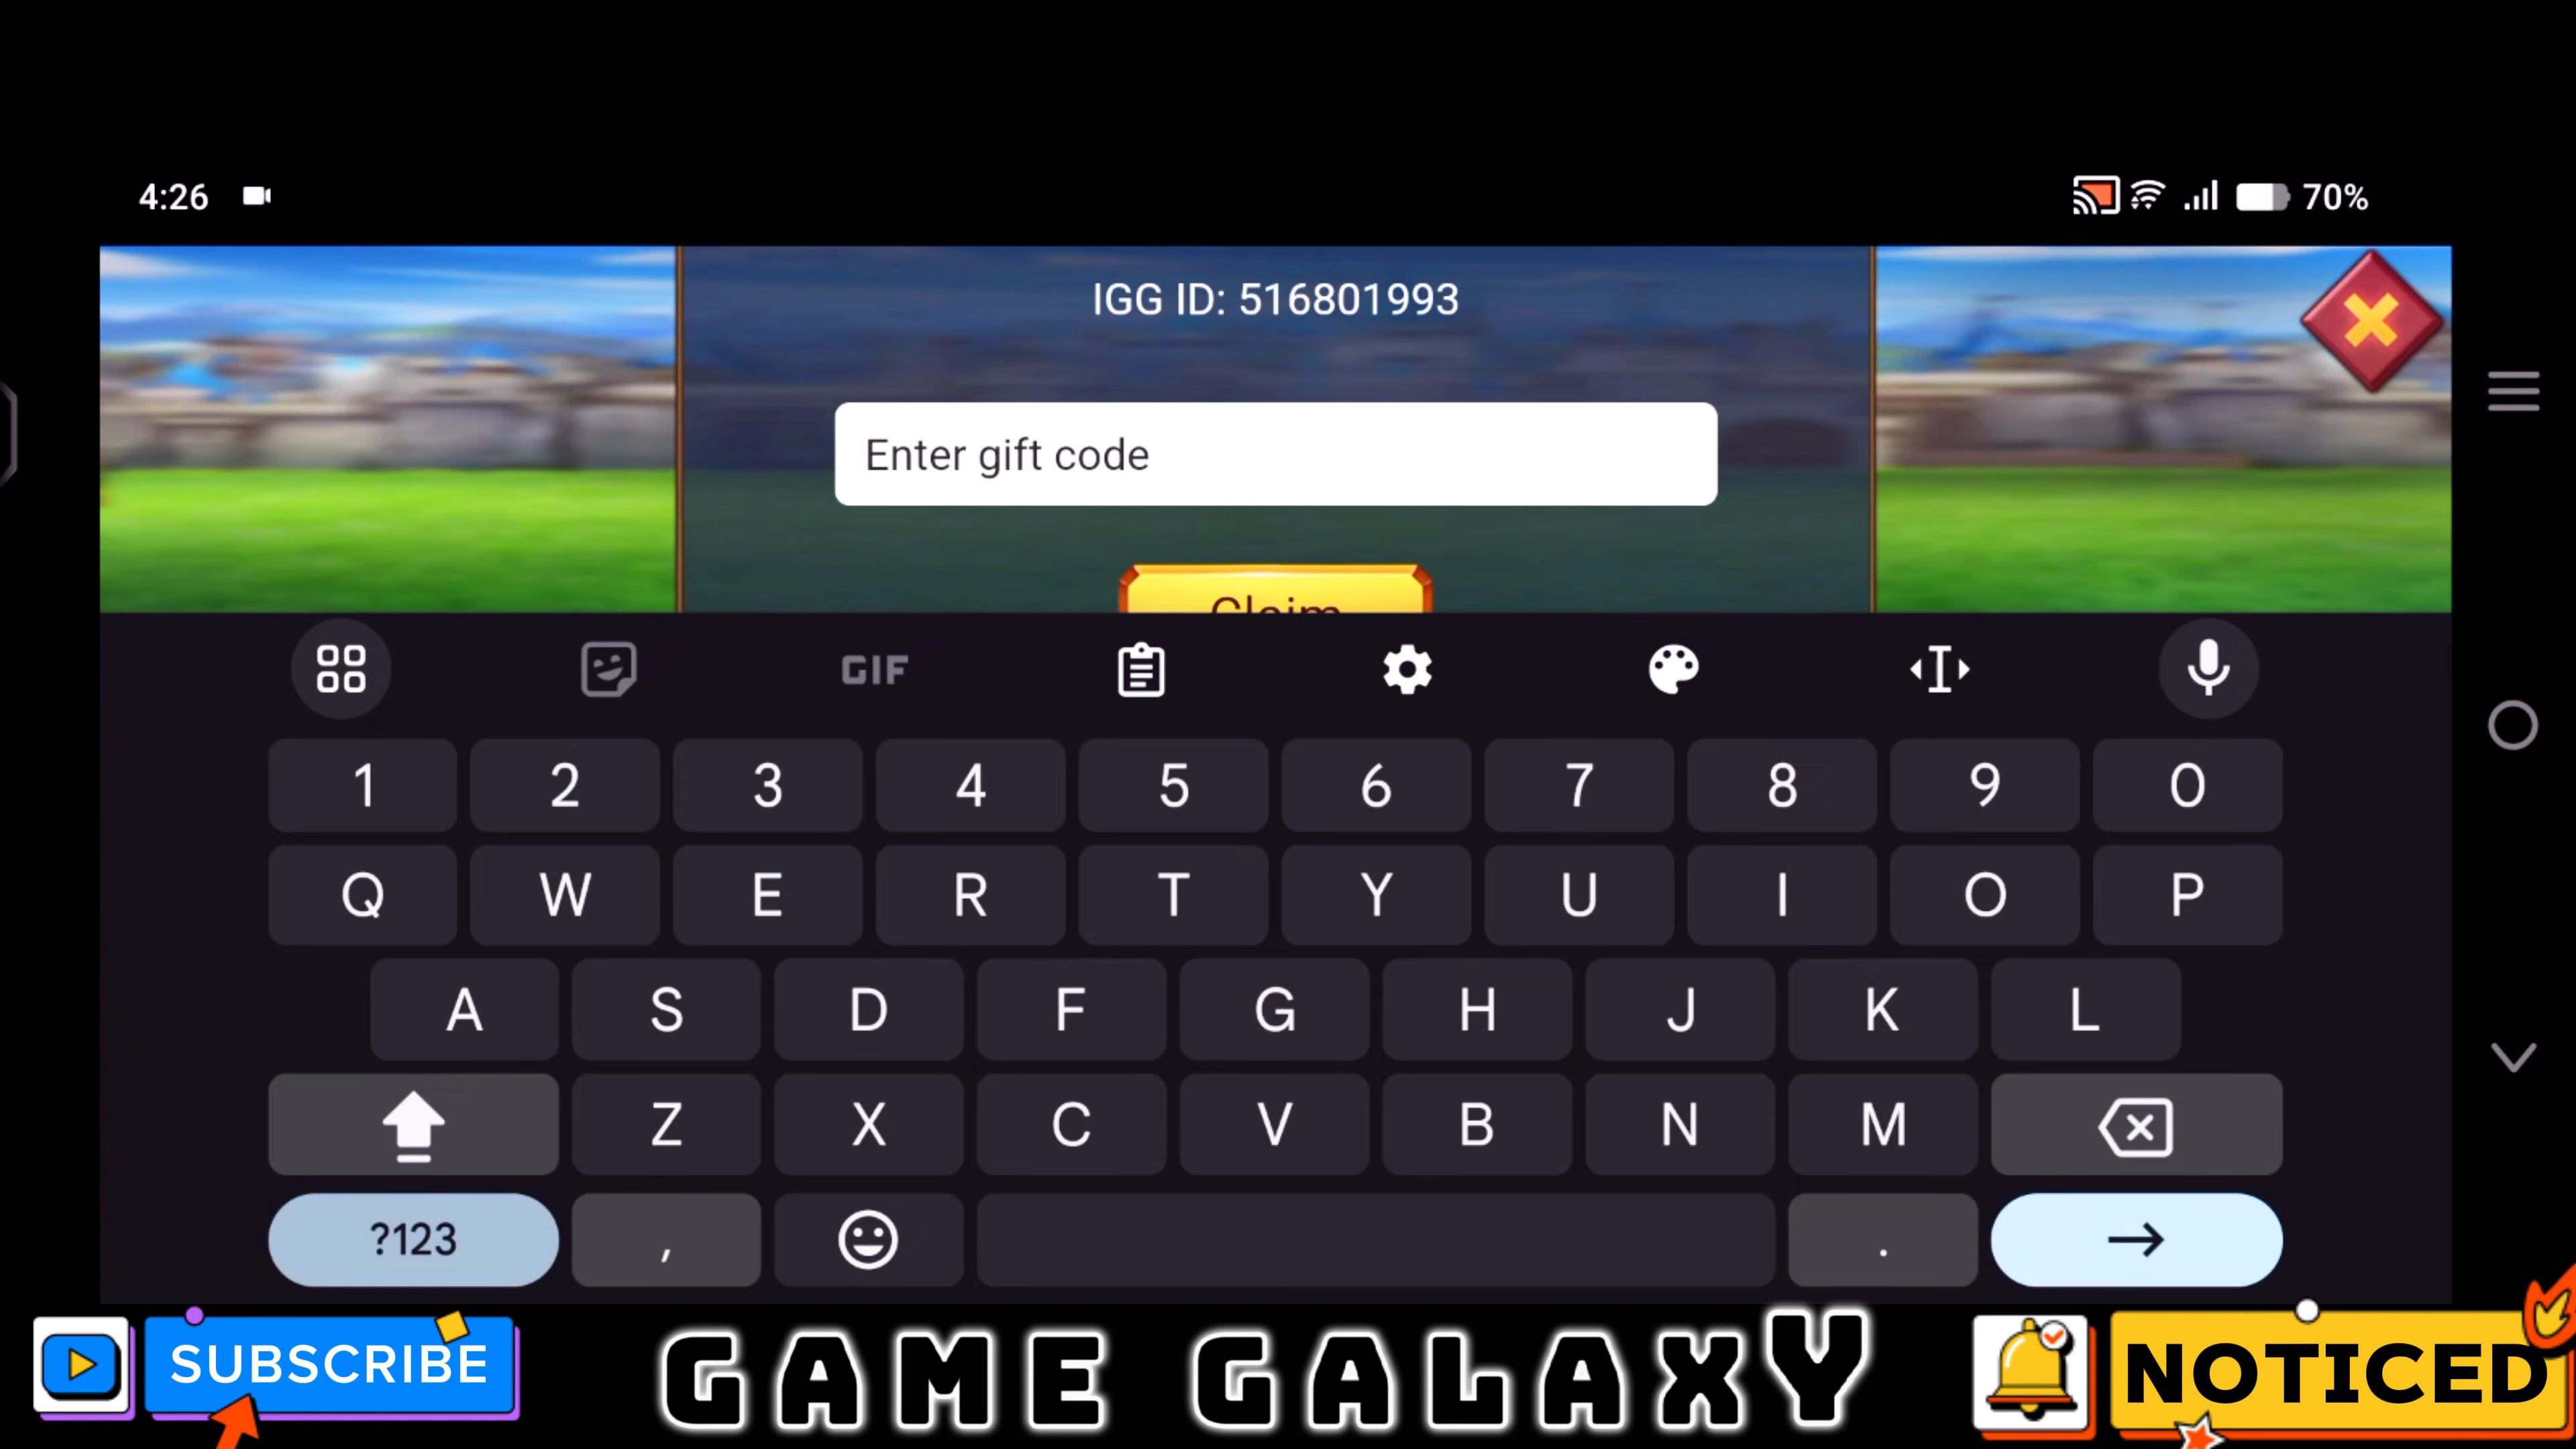 4:26 70%
IGG ID: 516801993
Enter gift code
Claim
GIF
1 2 3 4 5 6 7 8 9 0
Q W E R T Y U I O P
A S D F G H J K L
Z X C V B N M
?123 , .
SUBSCRIBE GAME GALAXY NOTICED